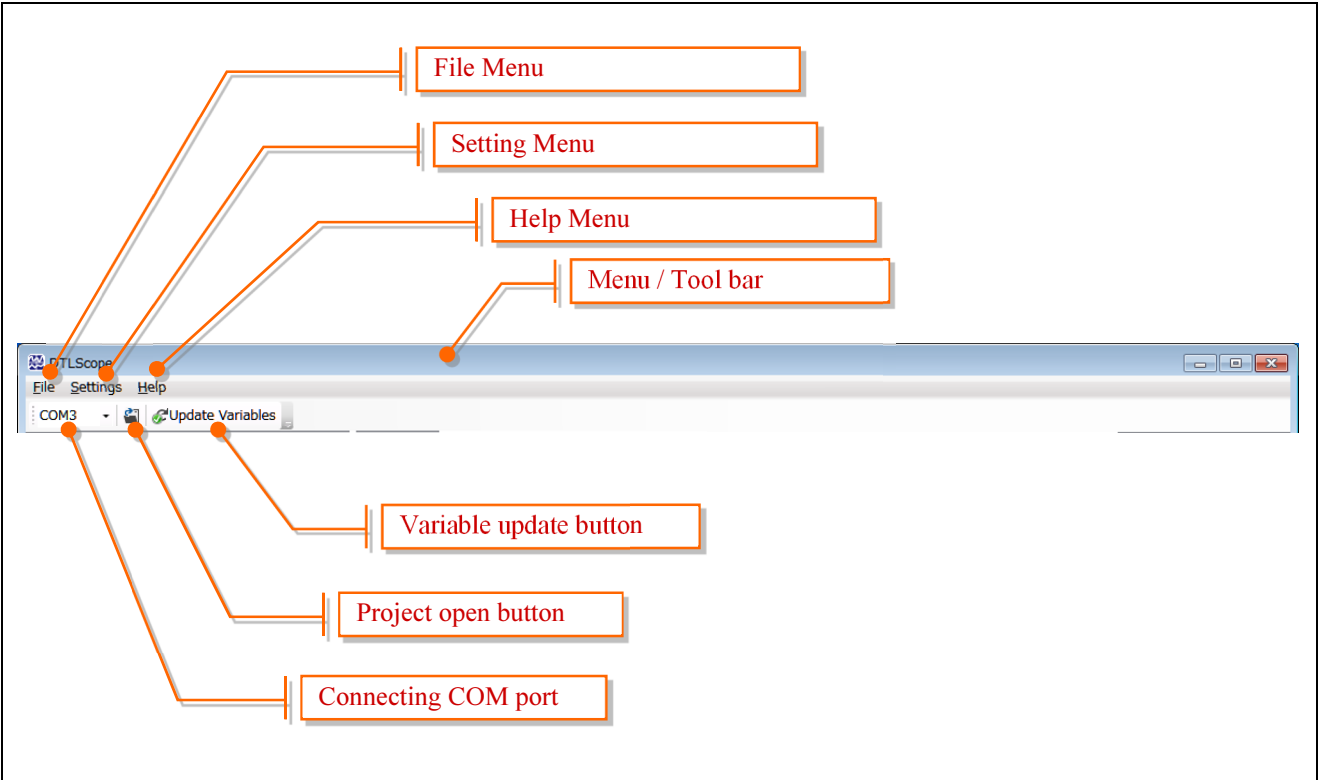 File Menu
Setting Menu
Help Menu
Menu / Tool bar
DTLScope
File Settings Help
COM3 Update Variables
Variable update button
Project open button
Connecting COM port